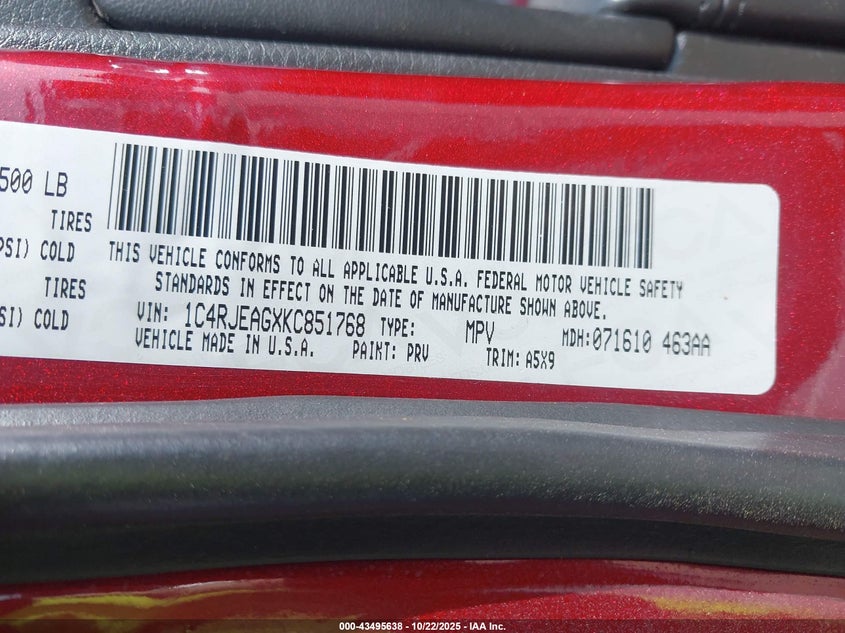 500 LB
TIRES
PSI) COLD
TIRES
SI) COLD
THIS VEHICLE CONFORMS TO ALL APPLICABLE U.S.A. FEDERAL MOTOR VEHICLE SAFETY
STANDARDS IN EFFECT ON THE DATE OF MANUFACTURE SHOWN ABOVE.
VIN: 1C4RJEAGXKC851768 TYPE: MPV MDH:071610 463AA
VEHICLE MADE IN U.S.A. PAINT: PRV TRIM: A5X9
000-43495638 - 10/22/2025 - IAA Inc.